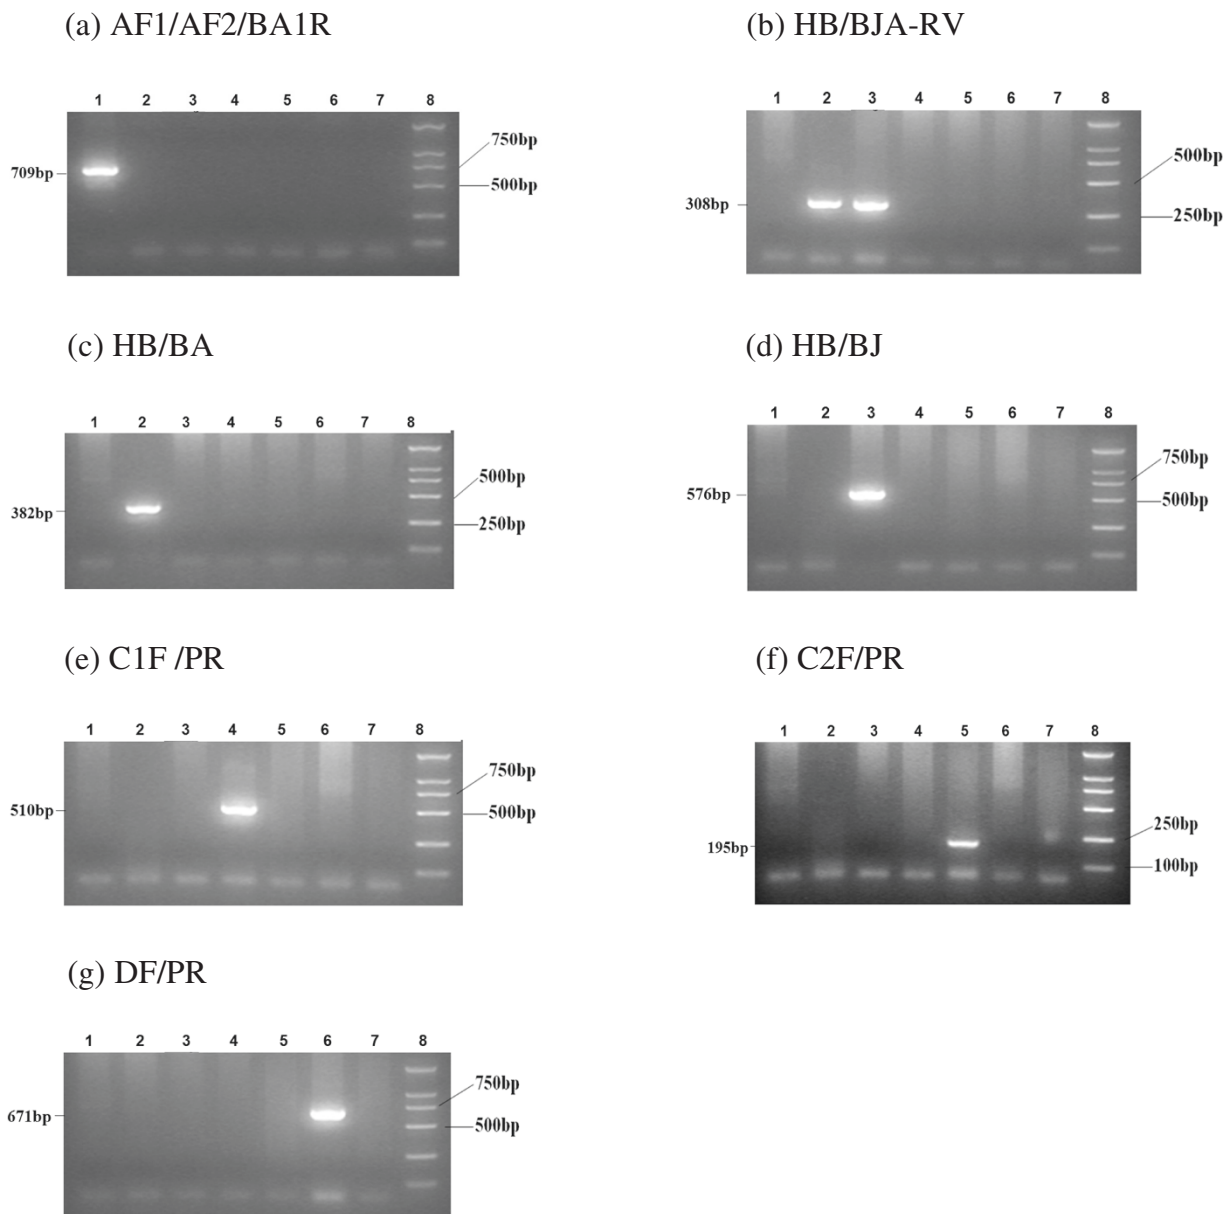 (a) AF1/AF2/BA1R
1 2 3 4 5 6 7 8
709bp
750bp
500bp
(b) HB/BJA-RV
1 2 3 4 5 6 7 8
308bp
500bp
250bp
(c) HB/BA
1 2 3 4 5 6 7 8
382bp
500bp
250bp
(d) HB/BJ
1 2 3 4 5 6 7 8
576bp
750bp
500bp
(e) C1F /PR
1 2 3 4 5 6 7 8
510bp
750bp
500bp
(f) C2F/PR
1 2 3 4 5 6 7 8
195bp
250bp
100bp
(g) DF/PR
1 2 3 4 5 6 7 8
671bp
750bp
500bp